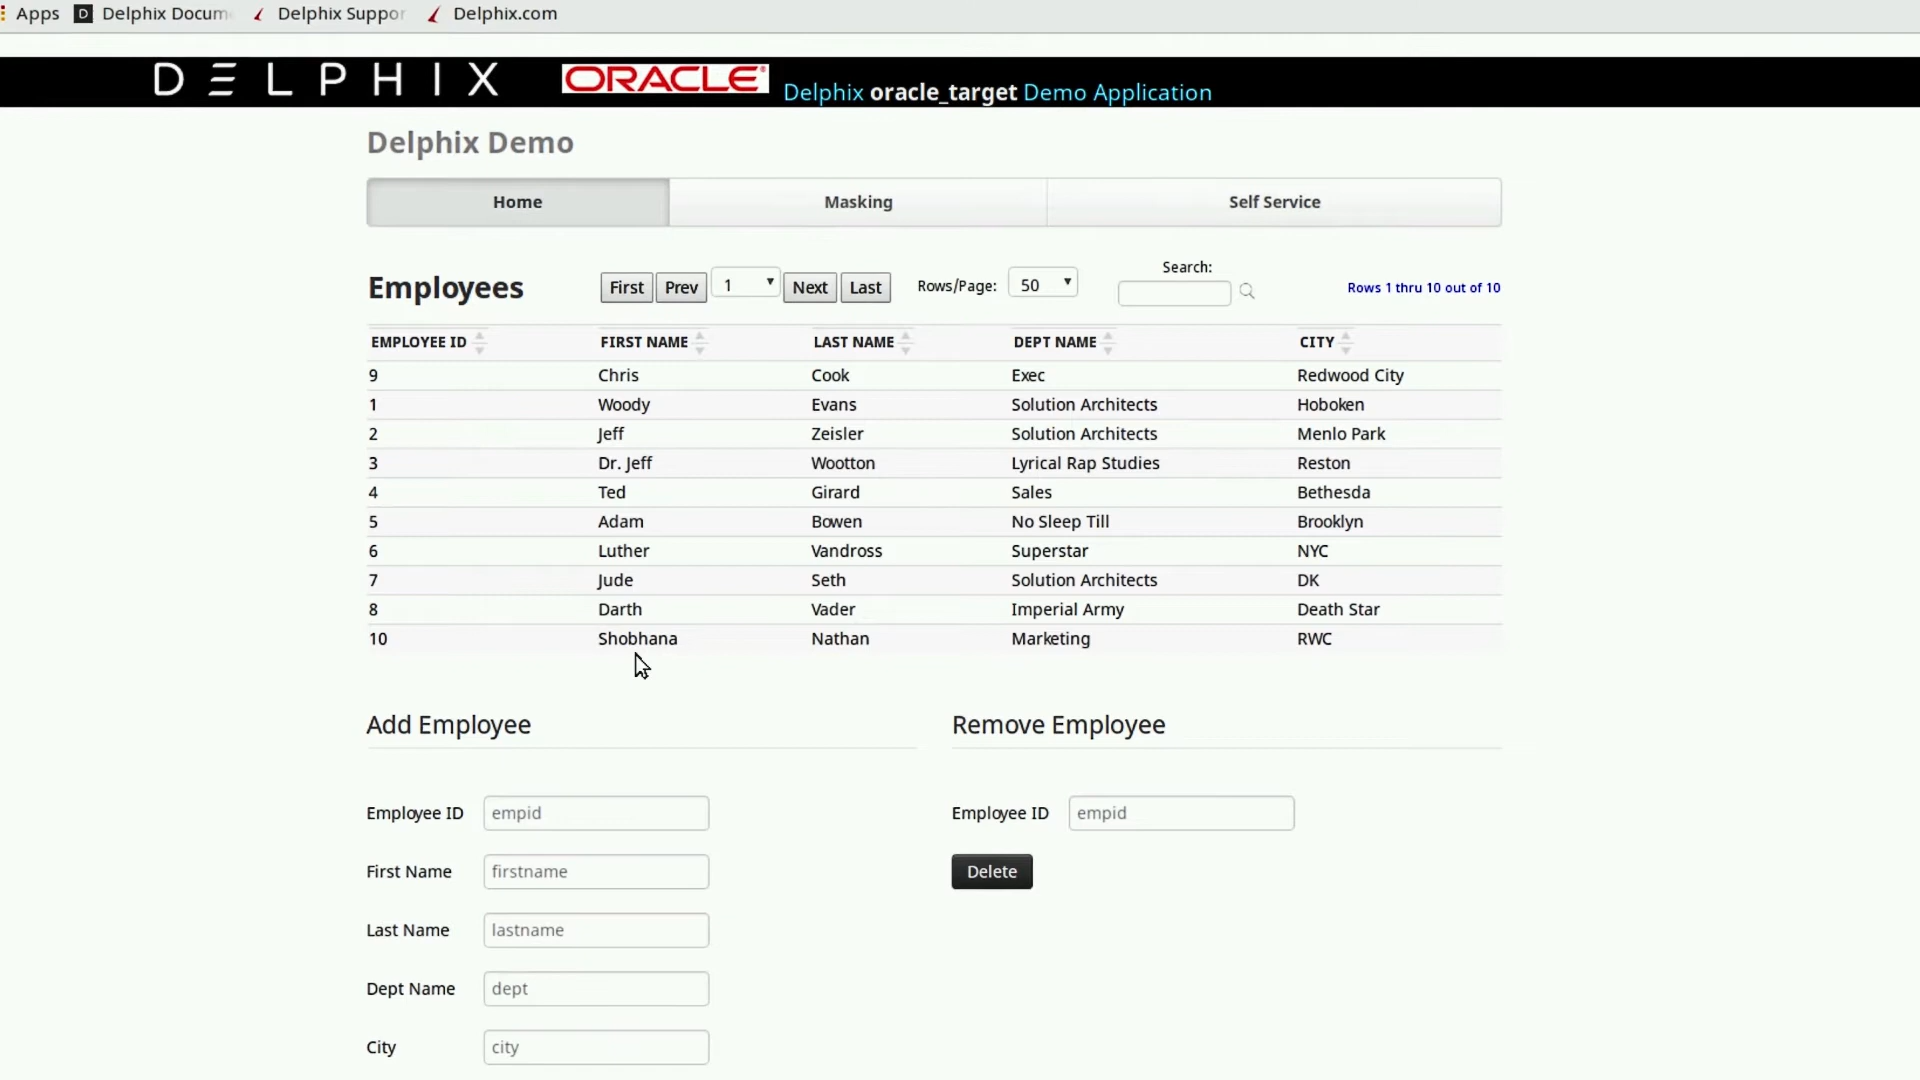 Apps Delphix Docum Delphix Suppor Delphix.com
DELPHIX ORACLE Delphix oracle_target Demo Application
Delphix Demo
Home Masking Self Service
Employees First Prev 1 Next Last Rows/Page: 50 Search: Rows 1 thru 10 out of 10
EMPLOYEE ID FIRST NAME LAST NAME DEPT NAME CITY
9 Chris Cook Exec Redwood City
1 Woody Evans Solution Architects Hoboken
2 Jeff Zeisler Solution Architects Menlo Park
3 Dr. Jeff Wootton Lyrical Rap Studies Reston
4 Ted Girard Sales Bethesda
5 Adam Bowen No Sleep Till Brooklyn
6 Luther Vandross Superstar NYC
7 Jude Seth Solution Architects DK
8 Darth Vader Imperial Army Death Star
10 Shobhana Nathan Marketing RWC
Add Employee Remove Employee
Employee ID empid Employee ID empid
First Name firstname Delete
Last Name lastname
Dept Name dept
City city